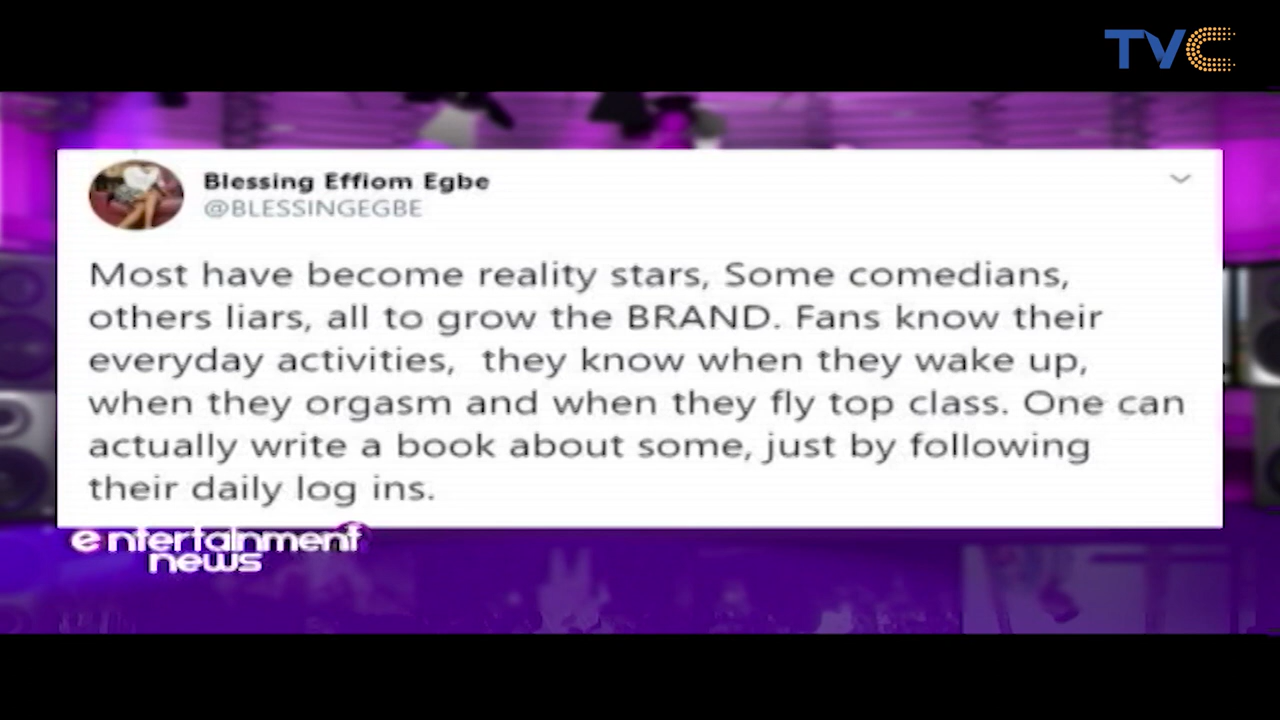 TVC
Blessing Effiom Egbe
@BLESSINGEGBE
Most have become reality stars, Some comedians,
others liars, all to grow the BRAND. Fans know their
everyday activities,  they know when they wake up,
when they orgasm and when they fly top class. One can
actually write a book about some, just by following
their daily log ins.
entertainment
news